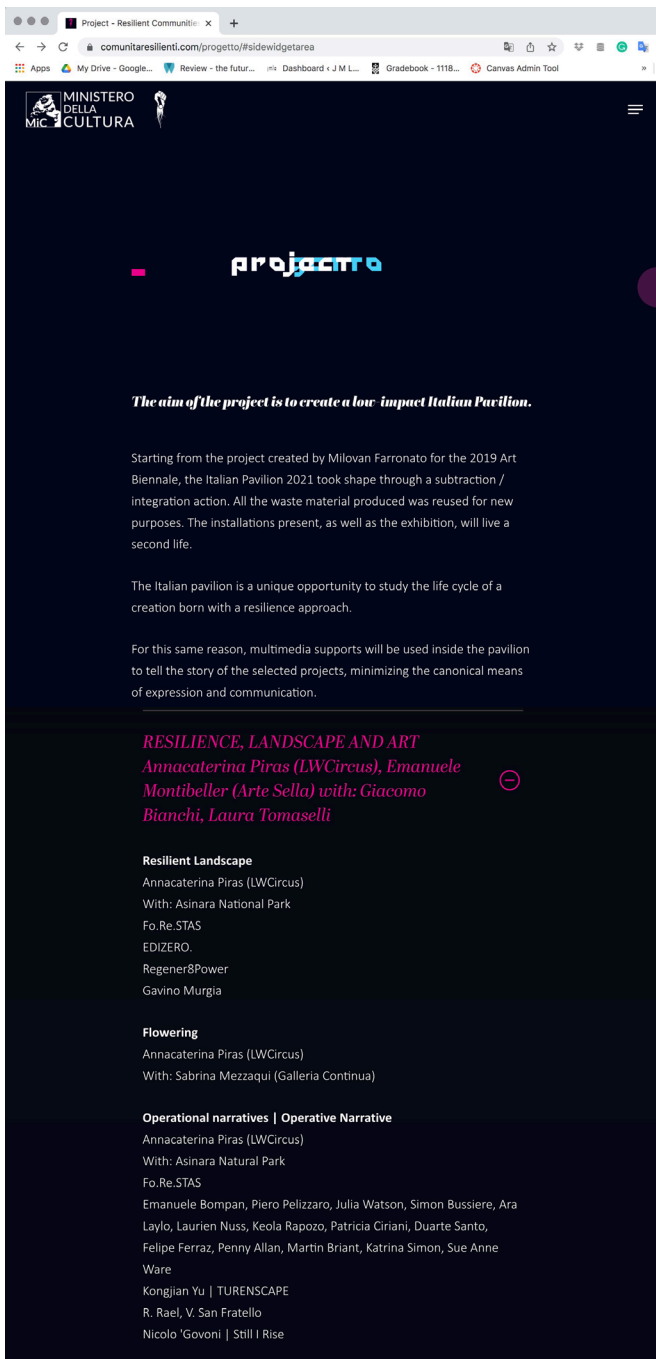 Project - Resilient Communitie
comunitaresilienti.com/progetto/#sidewidgetarea
Apps My Drive - Google... Review - the futur... Dashboard ‹ J M L... Gradebook - 1118... Canvas Admin Tool »
MINISTERO
DELLA
MiC CULTURA
The aim of the project is to create a low-impact Italian Pavilion.
Starting from the project created by Milovan Farronato for the 2019 Art
Biennale, the Italian Pavilion 2021 took shape through a subtraction /
integration action. All the waste material produced was reused for new
purposes. The installations present, as well as the exhibition, will live a
second life.
The Italian pavilion is a unique opportunity to study the life cycle of a
creation born with a resilience approach.
For this same reason, multimedia supports will be used inside the pavilion
to tell the story of the selected projects, minimizing the canonical means
of expression and communication.
RESILIENCE, LANDSCAPE AND ART
Annacaterina Piras (LWCircus), Emanuele
Montibeller (Arte Sella) with: Giacomo
Bianchi, Laura Tomaselli
Resilient Landscape
Annacaterina Piras (LWCircus)
With: Asinara National Park
Fo.Re.STAS
EDIZERO.
Regener8Power
Gavino Murgia
Flowering
Annacaterina Piras (LWCircus)
With: Sabrina Mezzaqui (Galleria Continua)
Operational narratives | Operative Narrative
Annacaterina Piras (LWCircus)
With: Asinara Natural Park
Fo.Re.STAS
Emanuele Bompan, Piero Pelizzaro, Julia Watson, Simon Bussiere, Ara
Laylo, Laurien Nuss, Keola Rapozo, Patricia Ciriani, Duarte Santo,
Felipe Ferraz, Penny Allan, Martin Briant, Katrina Simon, Sue Anne
Ware
Kongjian Yu | TURENSCAPE
R. Rael, V. San Fratello
Nicolo 'Govoni | Still I Rise